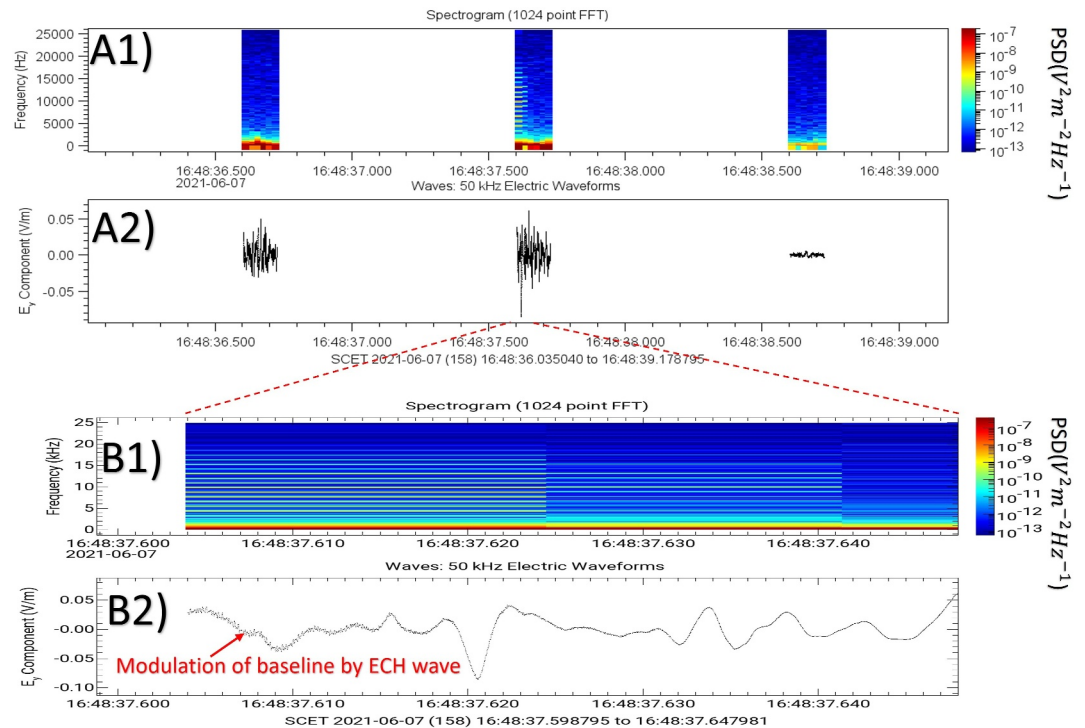 Spectrogram (1024 point FFT)
A1)
Frequency (Hz)
25000
20000
15000
10000
5000
0
10⁻⁷
10⁻⁸
10⁻⁹
10⁻¹⁰
10⁻¹¹
10⁻¹²
10⁻¹³
PSD(V²m⁻²Hz⁻¹)
16:48:36.500 16:48:37.000 16:48:37.500 16:48:38.000 16:48:38.500 16:48:39.000
2021-06-07
Waves: 50 kHz Electric Waveforms
A2)
E_y Component (V/m)
0.05
0.00
-0.05
16:48:36.500 16:48:37.000 16:48:37.500 16:48:38.000 16:48:38.500 16:48:39.000
SCET 2021-06-07 (158) 16:48:36.035040 to 16:48:39.178795
Spectrogram (1024 point FFT)
B1)
Frequency (kHz)
25
20
15
10
5
0
10⁻⁷
10⁻⁸
10⁻⁹
10⁻¹⁰
10⁻¹¹
10⁻¹²
10⁻¹³
PSD(V²m⁻²Hz⁻¹)
16:48:37.600 16:48:37.610 16:48:37.620 16:48:37.630 16:48:37.640
2021-06-07
Waves: 50 kHz Electric Waveforms
B2)
E_y Component (V/m)
0.05
-0.00
-0.05
-0.10
Modulation of baseline by ECH wave
16:48:37.600 16:48:37.610 16:48:37.620 16:48:37.630 16:48:37.640
SCET 2021-06-07 (158) 16:48:37.598795 to 16:48:37.647981